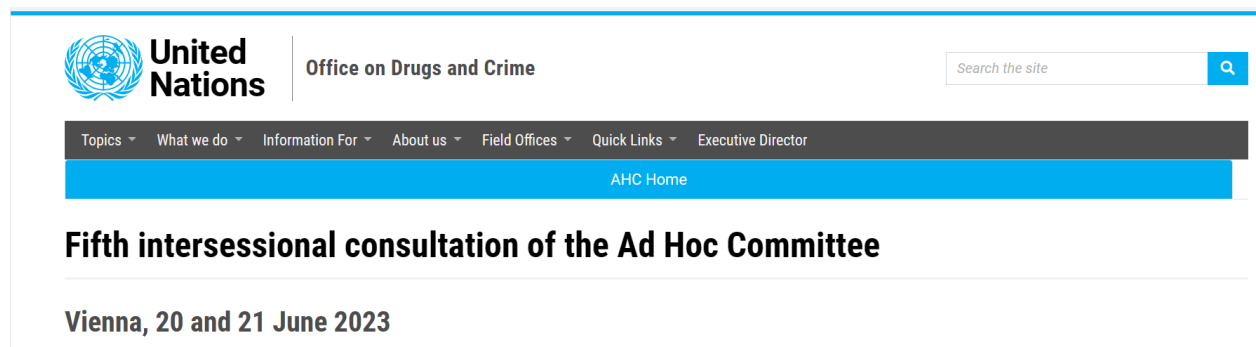 United
Nations
Office on Drugs and Crime
Search the site
Topics What we do Information For About us Field Offices Quick Links Executive Director
AHC Home
Fifth intersessional consultation of the Ad Hoc Committee
Vienna, 20 and 21 June 2023